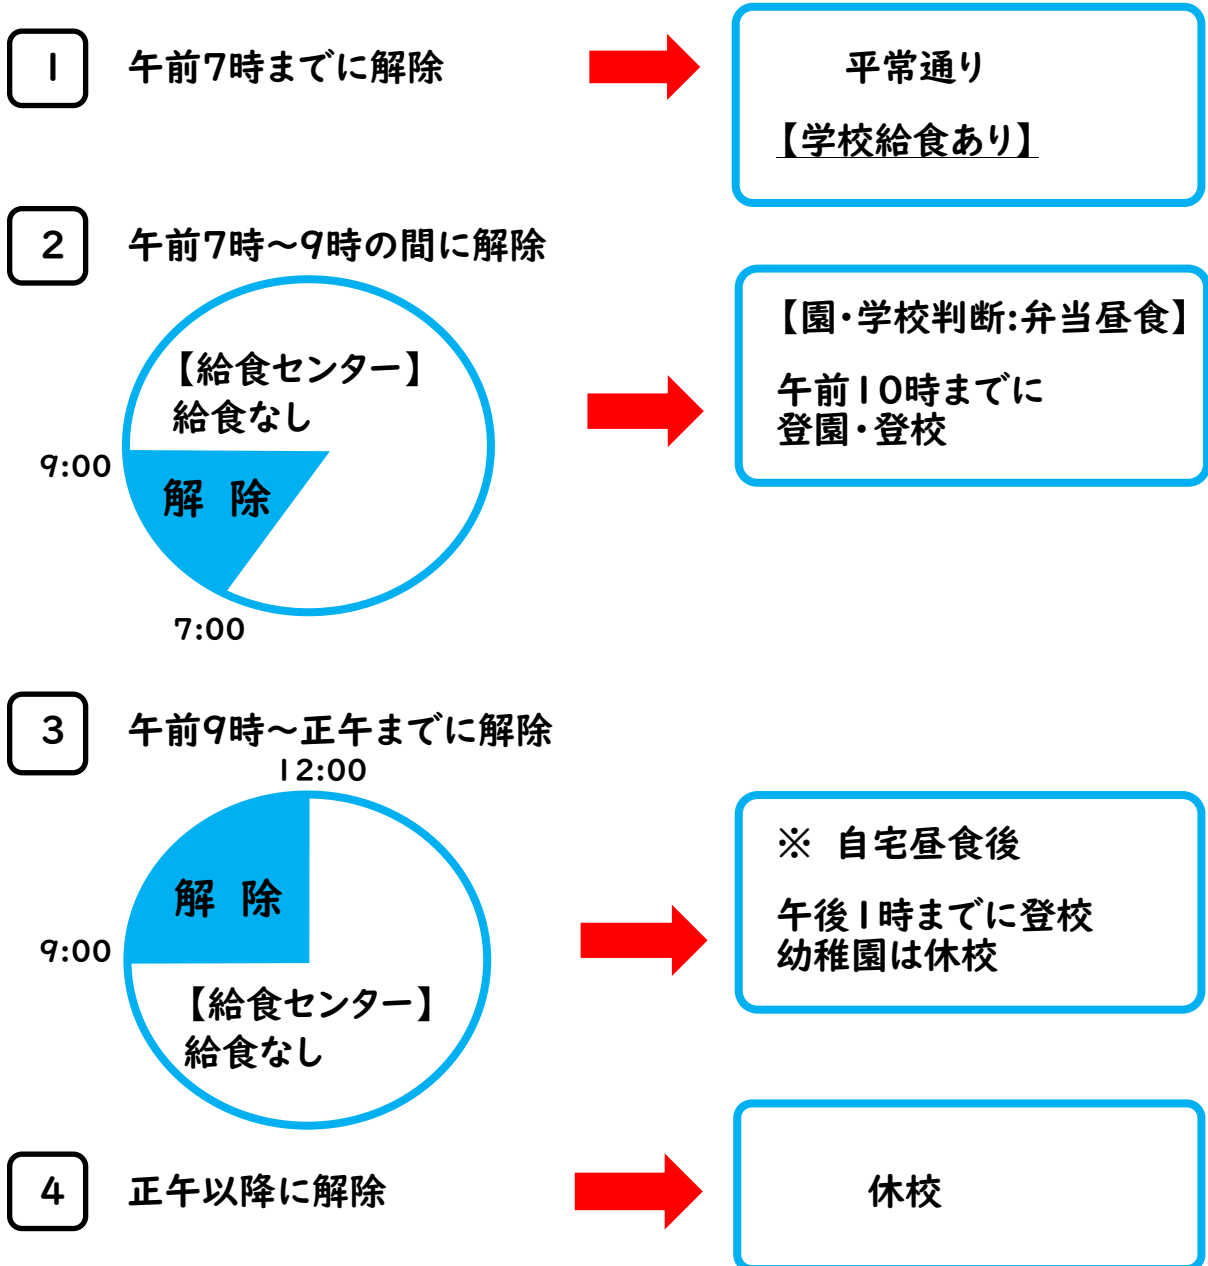 1 午前7時までに解除
平常通り
【学校給食あり】
2 午前7時～9時の間に解除
【給食センター】
給食なし
9:00
解 除
7:00
【園・学校判断:弁当昼食】
午前10時までに
登園・登校
3 午前9時～正午までに解除
12:00
解 除
9:00
【給食センター】
給食なし
※ 自宅昼食後
午後1時までに登校
幼稚園は休校
4 正午以降に解除
休校